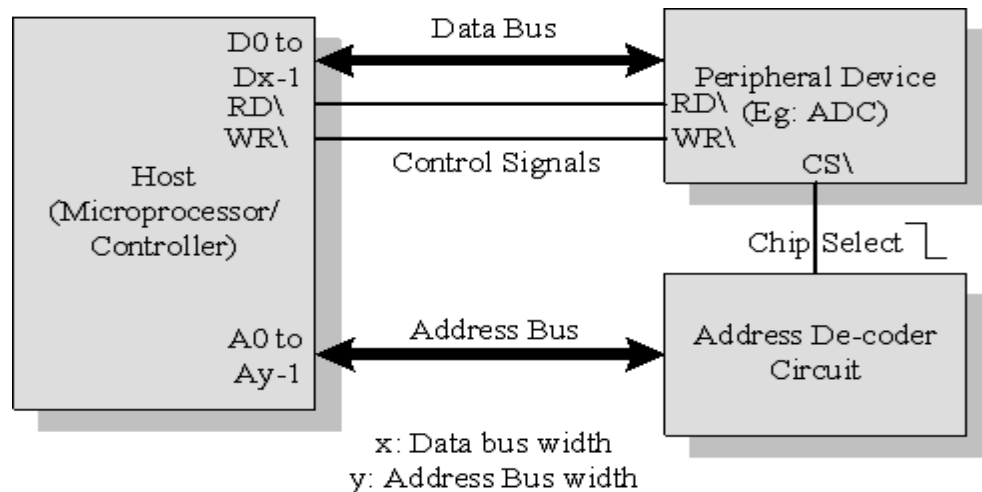 D0 to
Dx-1
RD\
WR\
Host
(Microprocessor/
Controller)
A0 to
Ay-1
Data Bus
Control Signals
Address Bus
Peripheral Device
(Eg: ADC)
RD\
WR\
CS\
Chip Select
Address De-coder
Circuit
x: Data bus width
y: Address Bus width